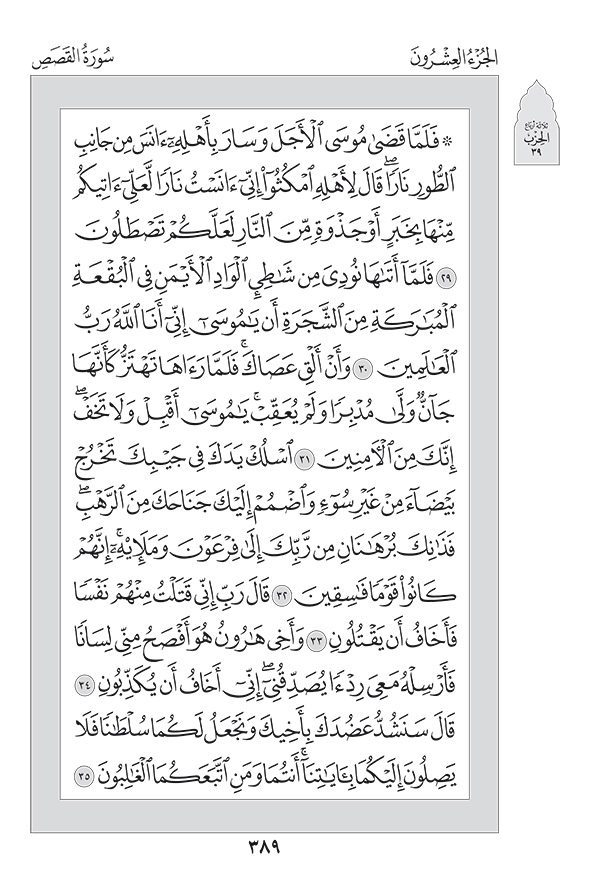 الجُزْءُ العِشْرُونَ
سُورَةُ القَصَصِ
ثلاثة أرباع
الحِزْب
٣٩
* فَلَمَّا قَضَىٰ مُوسَى ٱلْأَجَلَ وَسَارَ بِأَهْلِهِۦٓ ءَانَسَ مِن جَانِبِ
ٱلطُّورِ نَارًاۖ قَالَ لِأَهْلِهِ ٱمْكُثُوٓا۟ إِنِّىٓ ءَانَسْتُ نَارًا لَّعَلِّىٓ ءَاتِيكُم
مِّنْهَا بِخَبَرٍ أَوْ جَذْوَةٍ مِّنَ ٱلنَّارِ لَعَلَّكُمْ تَصْطَلُونَ
٢٩ فَلَمَّآ أَتَىٰهَا نُودِىَ مِن شَـٰطِئِ ٱلْوَادِ ٱلْأَيْمَنِ فِى ٱلْبُقْعَةِ
ٱلْمُبَـٰرَكَةِ مِنَ ٱلشَّجَرَةِ أَن يَـٰمُوسَىٰٓ إِنِّىٓ أَنَا ٱللَّهُ رَبُّ
ٱلْعَـٰلَمِينَ ٣٠ وَأَنْ أَلْقِ عَصَاكَۚ فَلَمَّا رَءَاهَا تَهْتَزُّ كَأَنَّهَا
جَآنٌّ وَلَّىٰ مُدْبِرًا وَلَمْ يُعَقِّبْۚ يَـٰمُوسَىٰٓ أَقْبِلْ وَلَا تَخَفْۖ
إِنَّكَ مِنَ ٱلْـَٔامِنِينَ ٣١ ٱسْلُكْ يَدَكَ فِى جَيْبِكَ تَخْرُجْ
بَيْضَآءَ مِنْ غَيْرِ سُوٓءٍ وَٱضْمُمْ إِلَيْكَ جَنَاحَكَ مِنَ ٱلرَّهْبِۖ
فَذَٰنِكَ بُرْهَـٰنَانِ مِن رَّبِّكَ إِلَىٰ فِرْعَوْنَ وَمَلَإِي۟هِۦٓۚ إِنَّهُمْ
كَانُوا۟ قَوْمًا فَـٰسِقِينَ ٣٢ قَالَ رَبِّ إِنِّى قَتَلْتُ مِنْهُمْ نَفْسًا
فَأَخَافُ أَن يَقْتُلُونِ ٣٣ وَأَخِى هَـٰرُونُ هُوَ أَفْصَحُ مِنِّى لِسَانًا
فَأَرْسِلْهُ مَعِىَ رِدْءًا يُصَدِّقُنِىٓۖ إِنِّىٓ أَخَافُ أَن يُكَذِّبُونِ ٣٤
قَالَ سَنَشُدُّ عَضُدَكَ بِأَخِيكَ وَنَجْعَلُ لَكُمَا سُلْطَـٰنًا فَلَا
يَصِلُونَ إِلَيْكُمَا بِـَٔايَـٰتِنَآۚ أَنتُمَا وَمَنِ ٱتَّبَعَكُمَا ٱلْغَـٰلِبُونَ ٣٥
٣٨٩